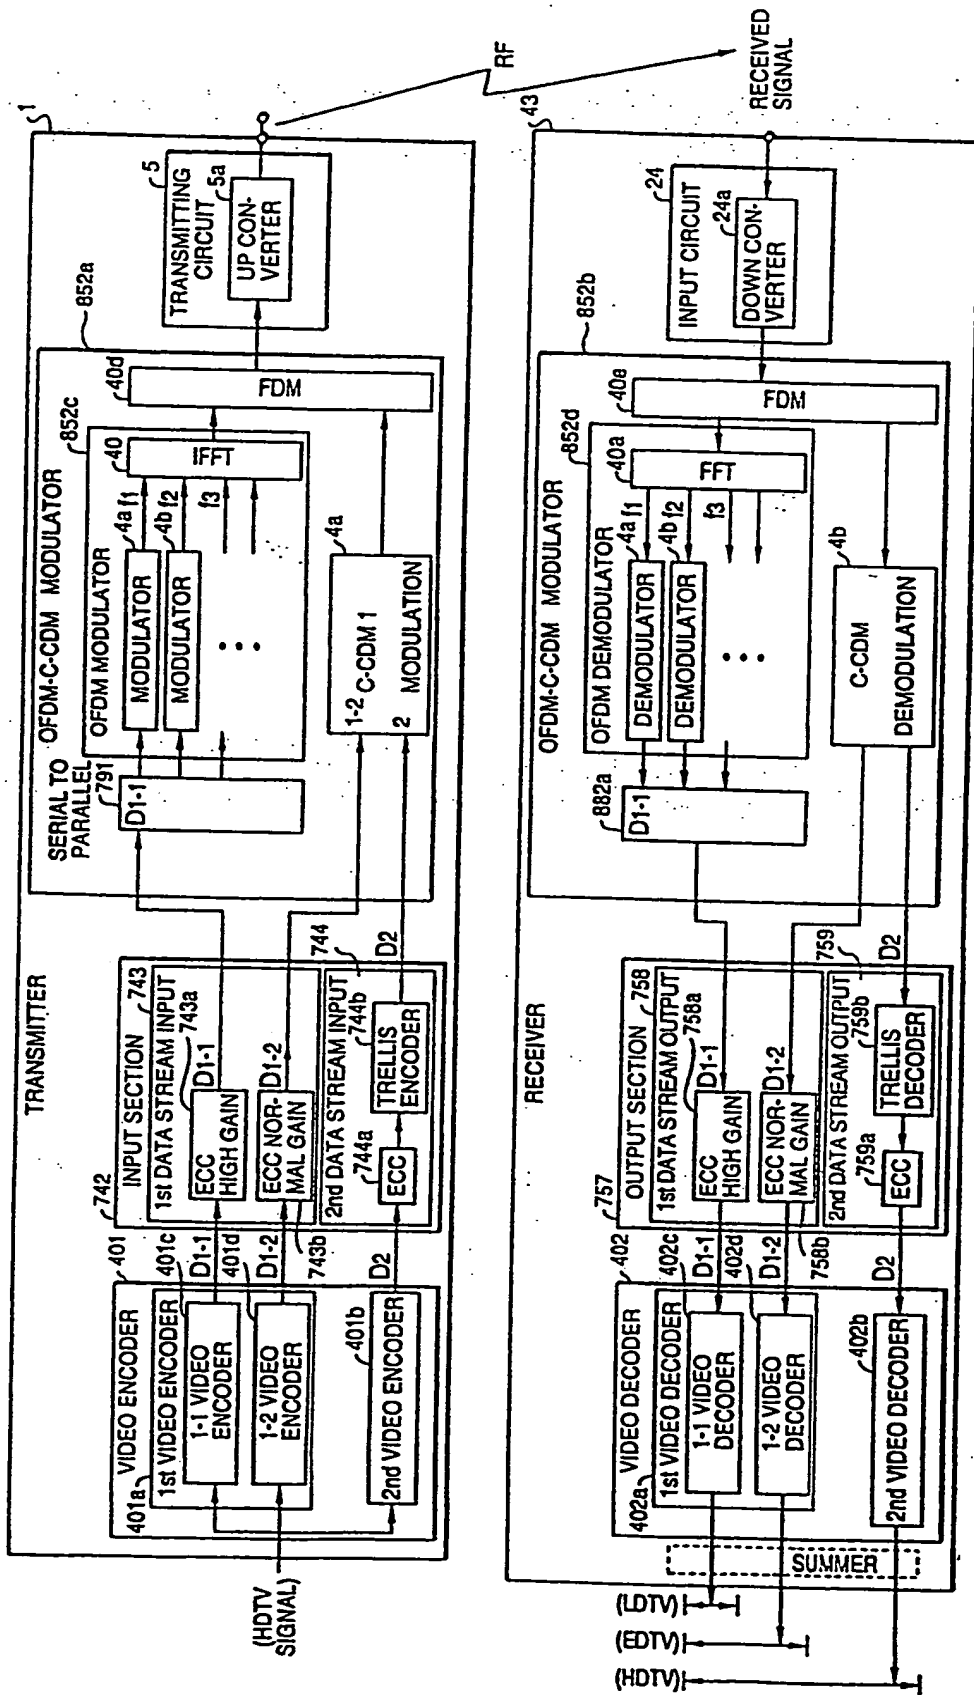 TRANSMITTER
1
(HDTV
SIGNAL)
401
VIDEO ENCODER
401a
1st VIDEO ENCODER
401c
1-1 VIDEO
ENCODER
401d
1-2 VIDEO
ENCODER
401b
2nd VIDEO ENCODER
D1-1
D1-2
D2
742
INPUT SECTION
743
1st DATA STREAM INPUT
743a
ECC
HIGH GAIN
D1-1
ECC NOR-
MAL GAIN
D1-2
743b
744
2nd DATA STREAM INPUT
744a
ECC
744b
TRELLIS
ENCODER
D2
852a
OFDM-C-CDM MODULATOR
SERIAL TO
PARALLEL
791
D1-1
852c
OFDM MODULATOR
4a
MODULATOR
f1
4b
MODULATOR
f2
f3
40
IFFT
40d
FDM
4a
1-2
C-CDM 1
2
MODULATION
5
TRANSMITTING
CIRCUIT
5a
UP CON-
VERTER
RF
RECEIVED
SIGNAL
RECEIVER
43
(LDTV)
(EDTV)
(HDTV)
SUMMER
402
VIDEO DECODER
402a
1st VIDEO DECODER
402c
1-1 VIDEO
DECODER
402d
1-2 VIDEO
DECODER
402b
2nd VIDEO DECODER
D1-1
D1-2
D2
757
OUTPUT SECTION
758
1st DATA STREAM OUTPUT
758a
ECC
HIGH GAIN
D1-1
ECC NOR-
MAL GAIN
D1-2
758b
759
2nd DATA STREAM OUTPUT
759a
ECC
759b
TRELLIS
DECODER
D2
852b
OFDM-C-CDM MODULATOR
882a
D1-1
852d
OFDM DEMODULATOR
4a
DEMODULATOR
f1
4b
DEMODULATOR
f2
f3
40a
FFT
40e
FDM
4b
C-CDM
DEMODULATION
24
INPUT CIRCUIT
24a
DOWN CON-
VERTER